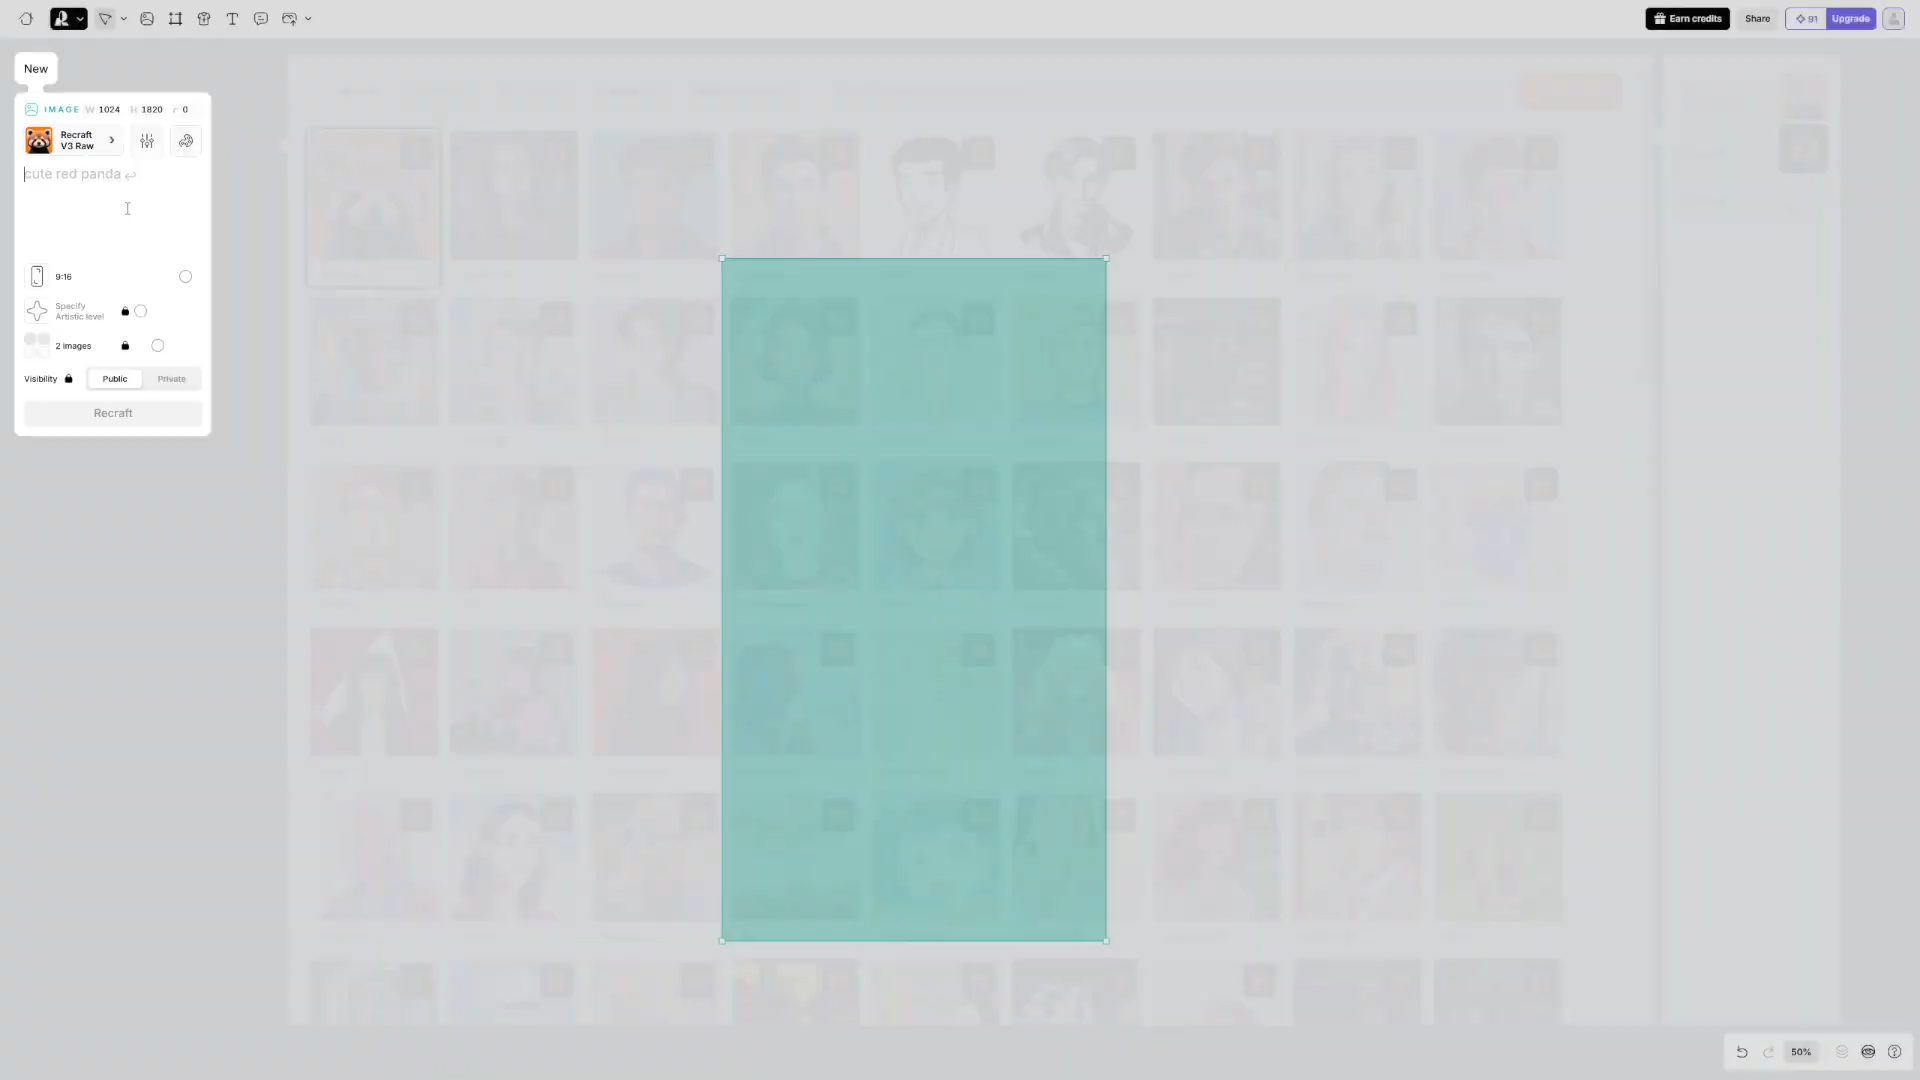 Earn credits
Share
91
Upgrade
New
IMAGE W 1024 H 1820 r 0
Recraft
V3 Raw
cute red panda
9:16
Specify
Artistic level
2 images
Visibility
Public
Private
Recraft
50%